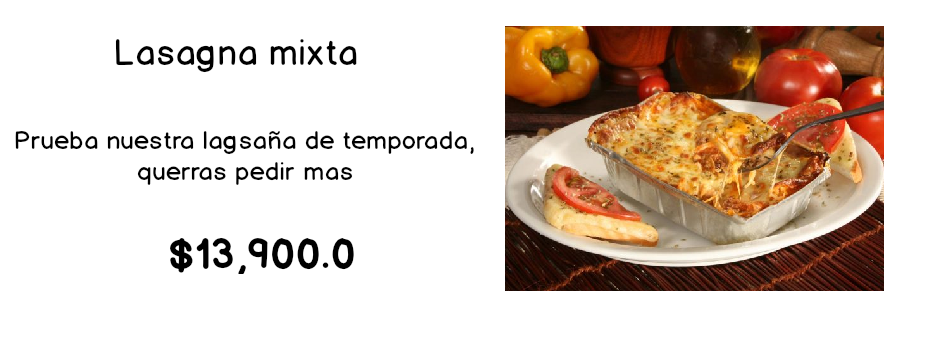 Lasagna mixta
Prueba nuestra lagsaña de temporada,
querras pedir mas
$13,900.0